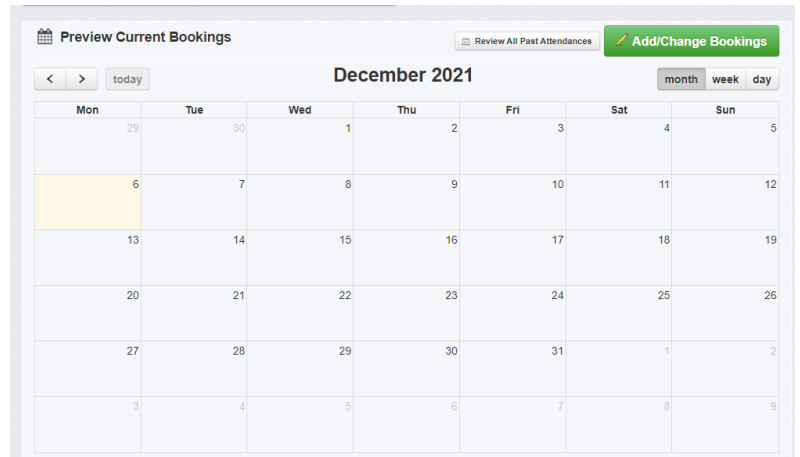 Preview Current Bookings
Review All Past Attendances
Add/Change Bookings
today
December 2021
month week day
Mon Tue Wed Thu Fri Sat Sun
29 30 1 2 3 4 5
6 7 8 9 10 11 12
13 14 15 16 17 18 19
20 21 22 23 24 25 26
27 28 29 30 31 1 2
3 4 5 6 7 8 9